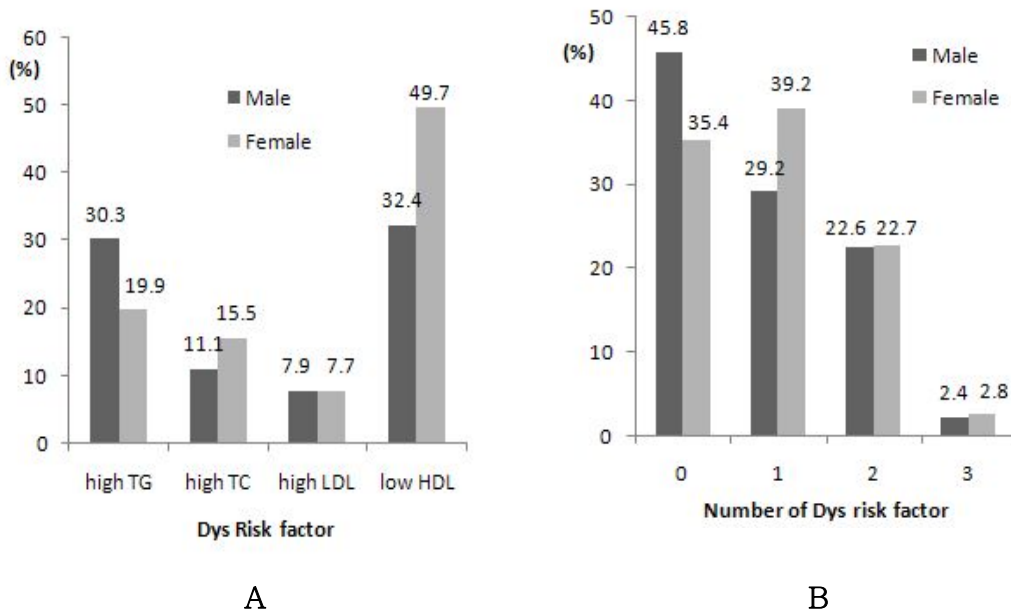 60
(%)
50
40
30
20
10
0
Male
Female
30.3
19.9
11.1
15.5
7.9
7.7
32.4
49.7
high TG
high TC
high LDL
low HDL
Dys Risk factor
A
50
(%)
40
30
20
10
0
Male
Female
45.8
35.4
29.2
39.2
22.6
22.7
2.4
2.8
0
1
2
3
Number of Dys risk factor
B